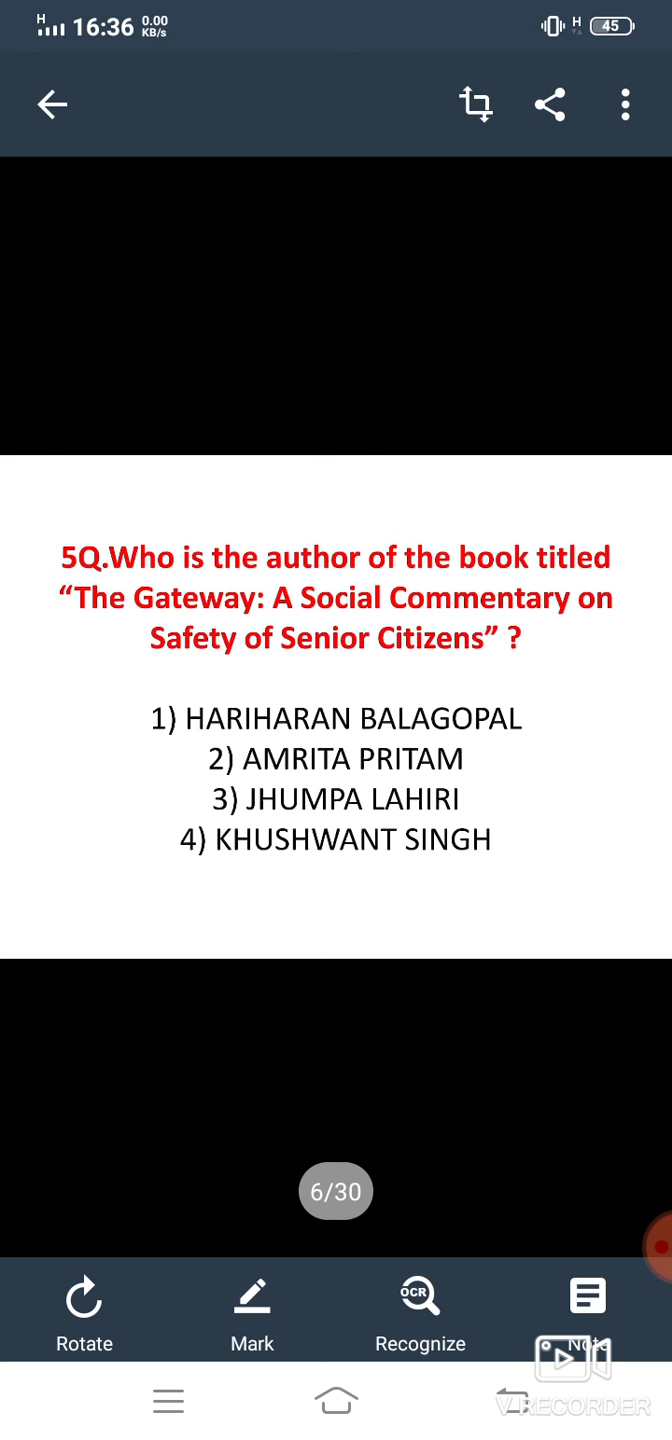 H 16:36 0.00
KB/s H 45
5Q.Who is the author of the book titled
“The Gateway: A Social Commentary on
Safety of Senior Citizens” ?
1) HARIHARAN BALAGOPAL
2) AMRITA PRITAM
3) JHUMPA LAHIRI
4) KHUSHWANT SINGH
6/30
OCR
Rotate Mark Recognize Note
V.RECORDER